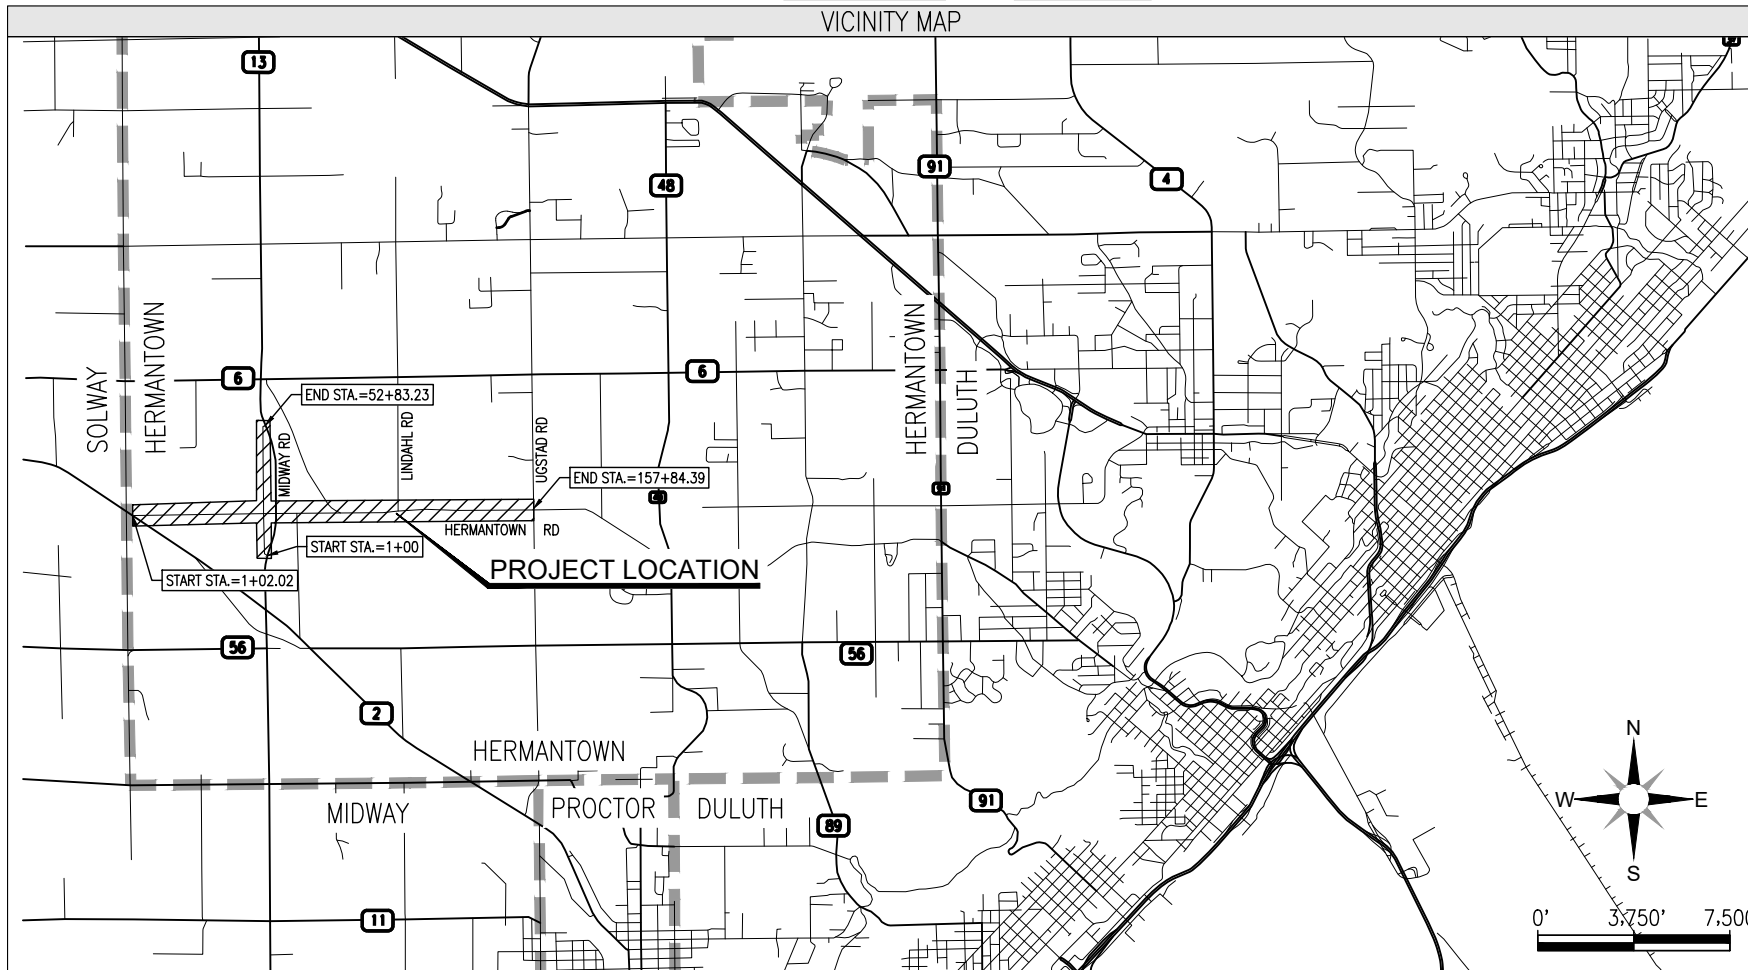 VICINITY MAP
13
48
91
4
SOLWAY
HERMANTOWN
6
6
END STA.=52+83.23
MIDWAY RD
LINDAHL RD
UGSTAD RD
HERMANTOWN
DULUTH
END STA.=157+84.39
HERMANTOWN RD
START STA.=1+00
START STA.=1+02.02
PROJECT LOCATION
56
56
2
HERMANTOWN
MIDWAY
PROCTOR
DULUTH
91
89
11
N
W
E
S
0'
3,750'
7,500